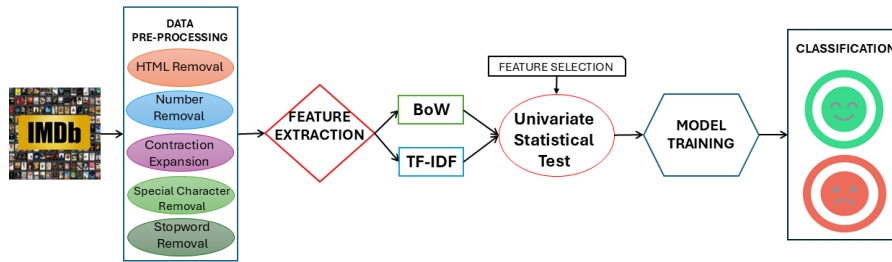 IMDb
DATA
PRE-PROCESSING
HTML Removal
Number
Removal
Contraction
Expansion
Special Character
Removal
Stopword
Removal
FEATURE
EXTRACTION
BoW
TF-IDF
FEATURE SELECTION
Univariate
Statistical
Test
MODEL
TRAINING
CLASSIFICATION